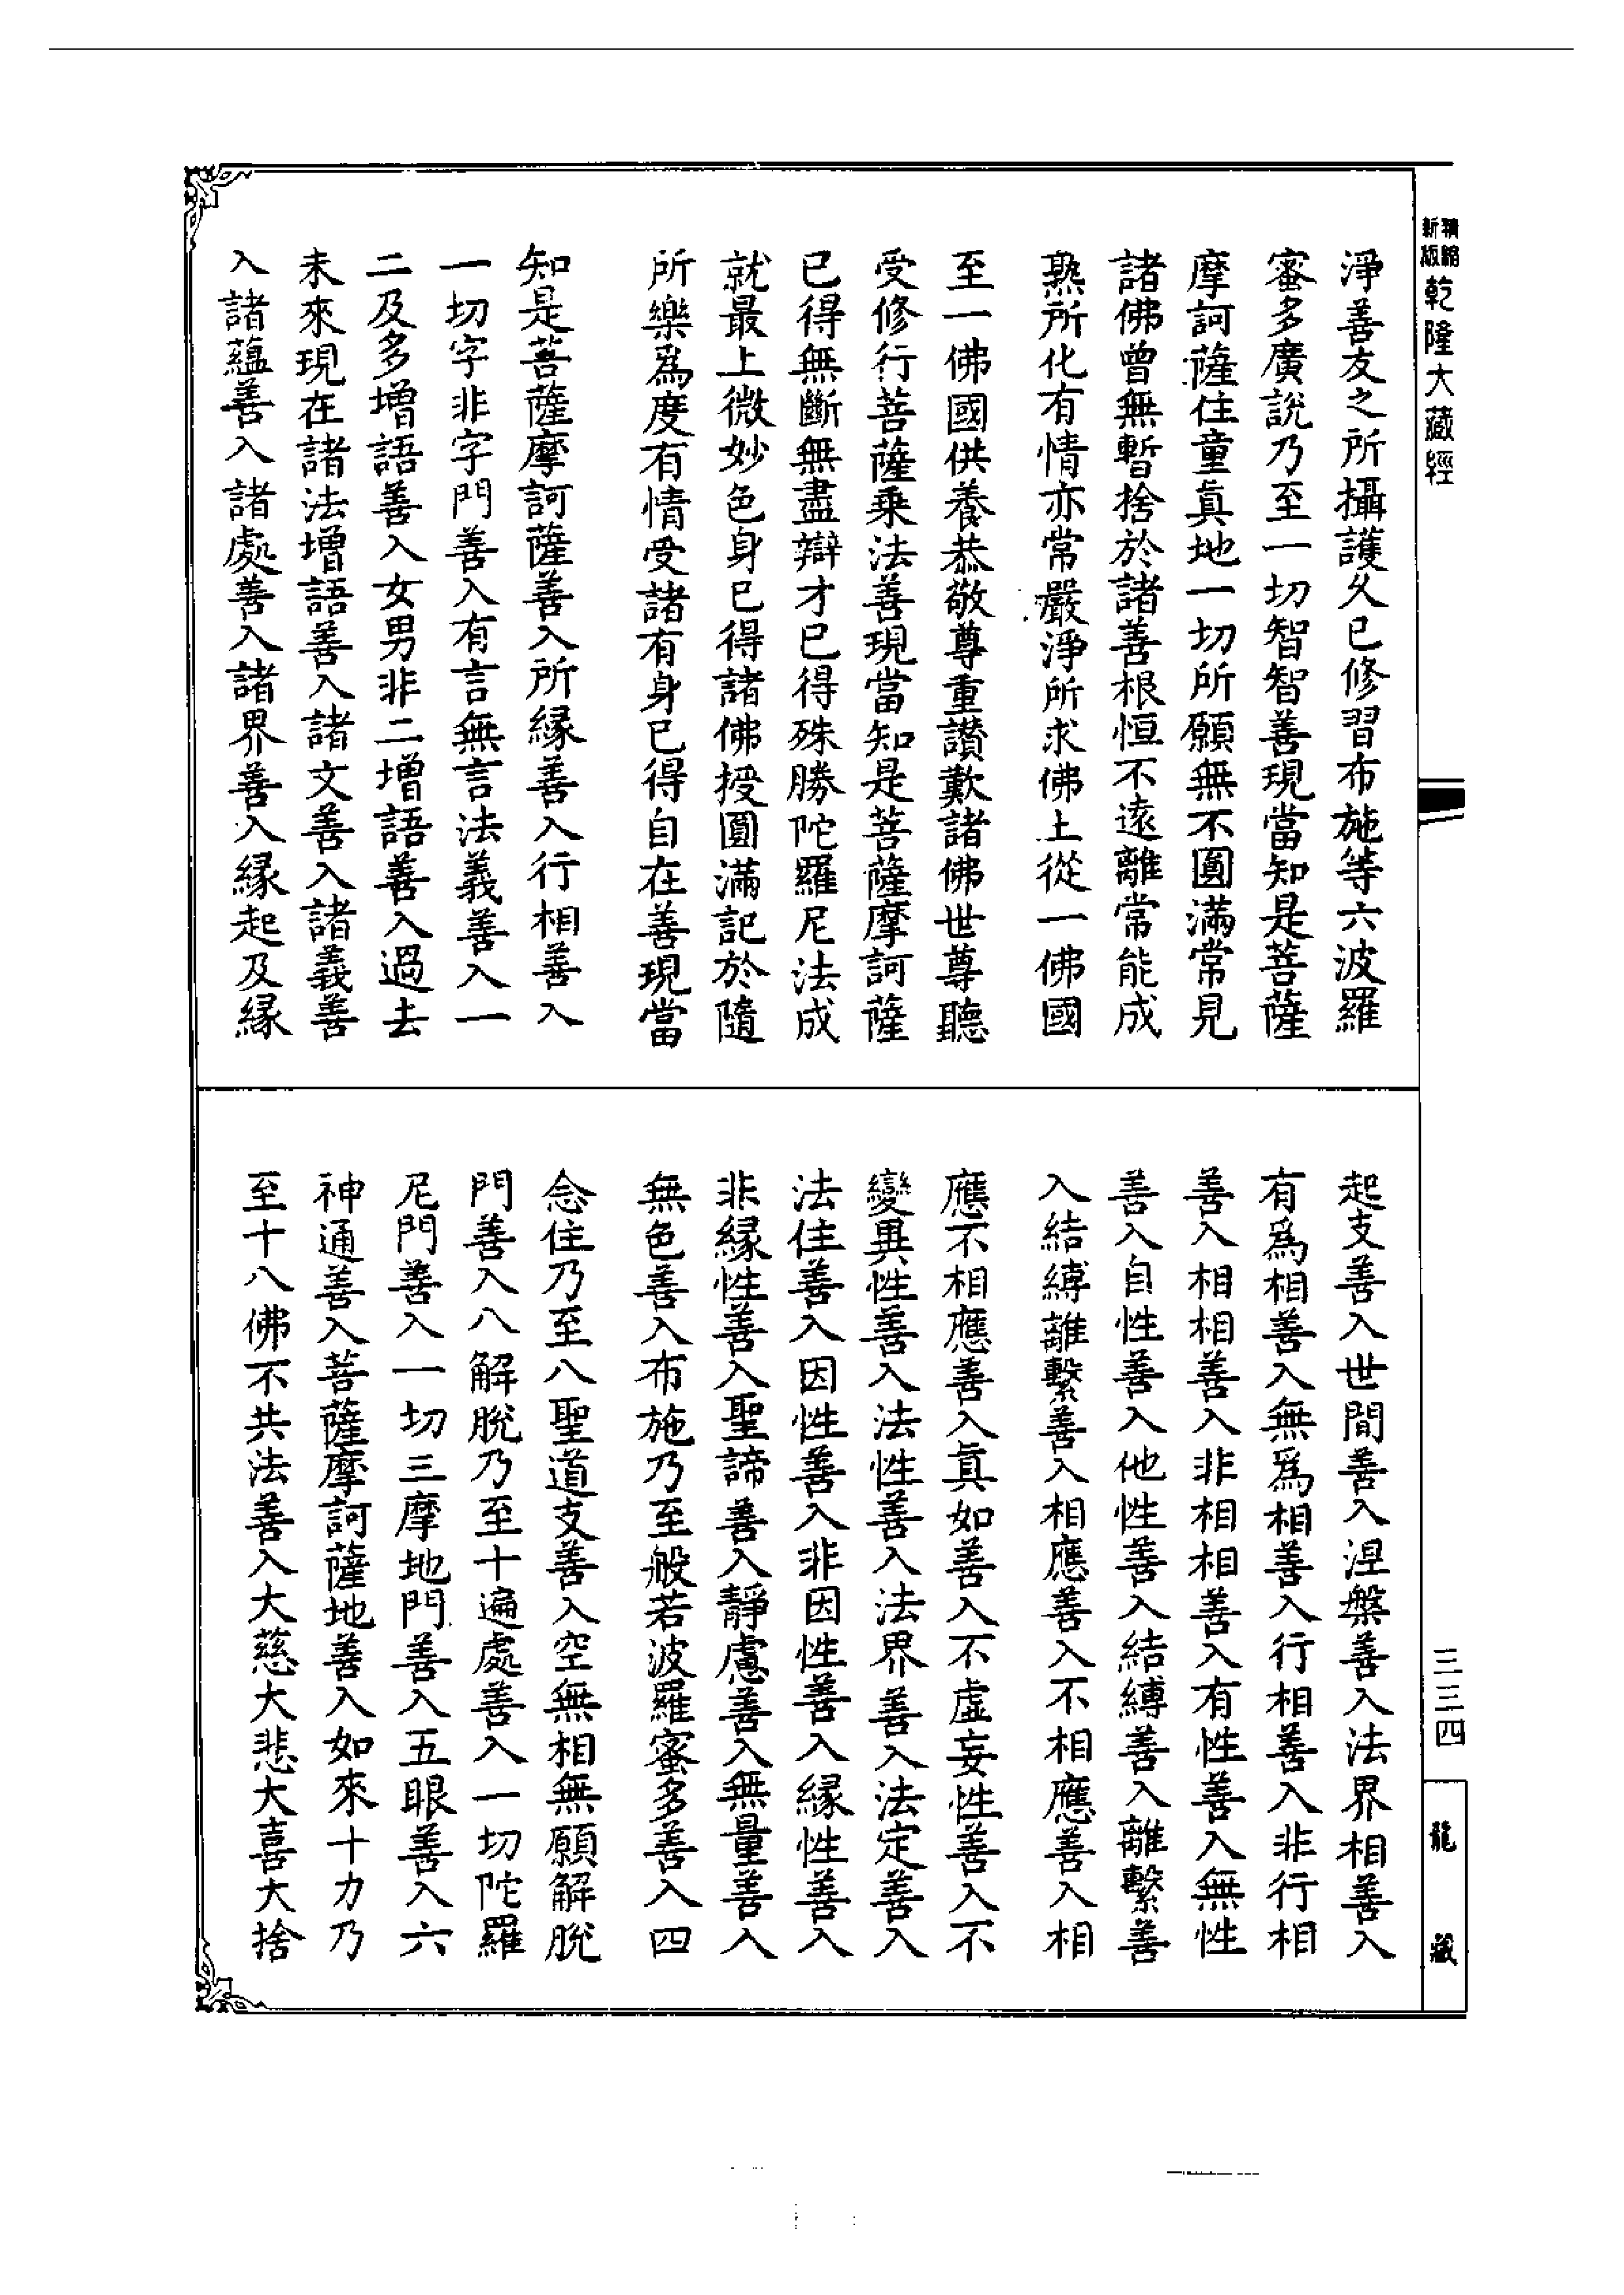 精縮新版乾隆大藏經
淨善友之所攝護久已修習布施等六波羅
蜜多廣說乃至一切智智善現當知是菩薩
摩訶薩住童眞地一切所願無不圓滿常見
諸佛曾無暫捨於諸善根恒不遠離常能成
熟所化有情亦常嚴淨所求佛土從一佛國
至一佛國供養恭敬尊重讚歎諸佛世尊聽
受修行菩薩乘法善現當知是菩薩摩訶薩
已得無斷無盡辯才已得殊勝陀羅尼法成
就最上微妙色身已得諸佛授圓滿記於隨
所樂爲度有情受諸有身已得自在善現當
知是菩薩摩訶薩善入所緣善入行相善入
一切字非字門善入有言無言法義善入一
二及多增語善入女男非二增語善入過去
未來現在諸法增語善入諸文善入諸義善
入諸蘊善入諸處善入諸界善入緣起及緣
起支善入世間善入涅槃善入法界相善入
有爲相善入無爲相善入行相善入非行相
善入相相善入非相相善入有性善入無性
善入自性善入他性善入結縛善入離繫善
入結縛離繫善入相應善入不相應善入相
應不相應善入眞如善入不虛妄性善入不
變異性善入法性善入法界善入法定善入
法住善入因性善入非因性善入緣性善入
非緣性善入聖諦善入靜慮善入無量善入
無色善入布施乃至般若波羅蜜多善入四
念住乃至八聖道支善入空無相無願解脫
門善入八解脫乃至十遍處善入一切陀羅
尼門善入一切三摩地門善入五眼善入六
神通善入菩薩摩訶薩地善入如來十力乃
至十八佛不共法善入大慈大悲大喜大捨
三三四
龍藏